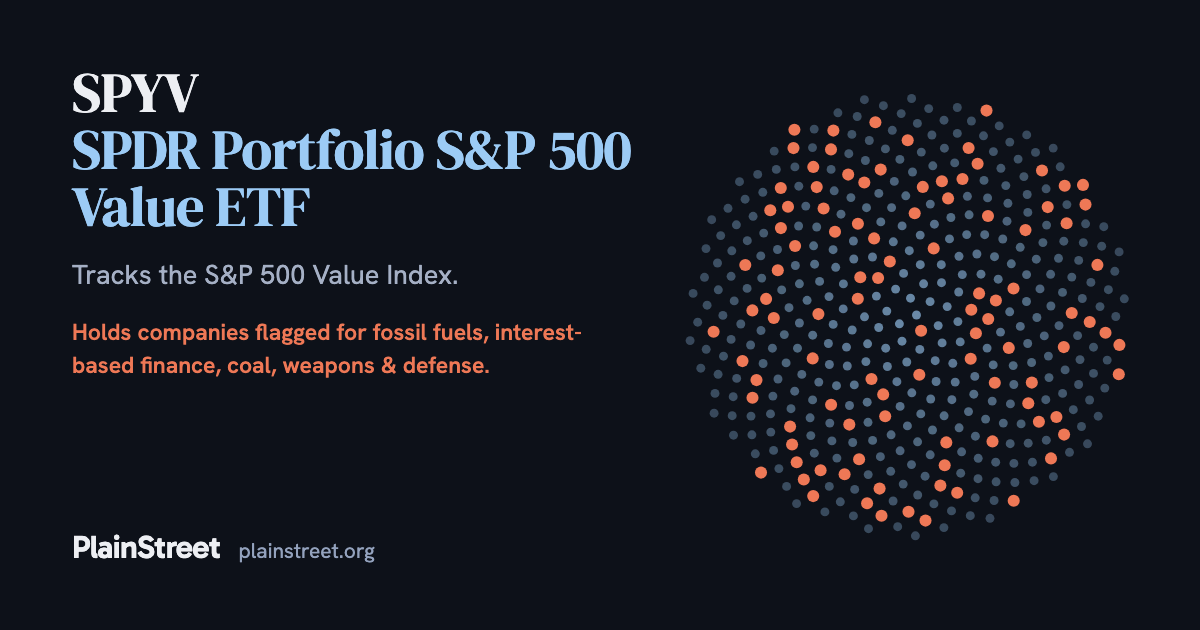 SPYV
SPDR Portfolio S&P 500
Value ETF
Tracks the S&P 500 Value Index.
Holds companies flagged for fossil fuels, interest-
based finance, coal, weapons & defense.
PlainStreet plainstreet.org